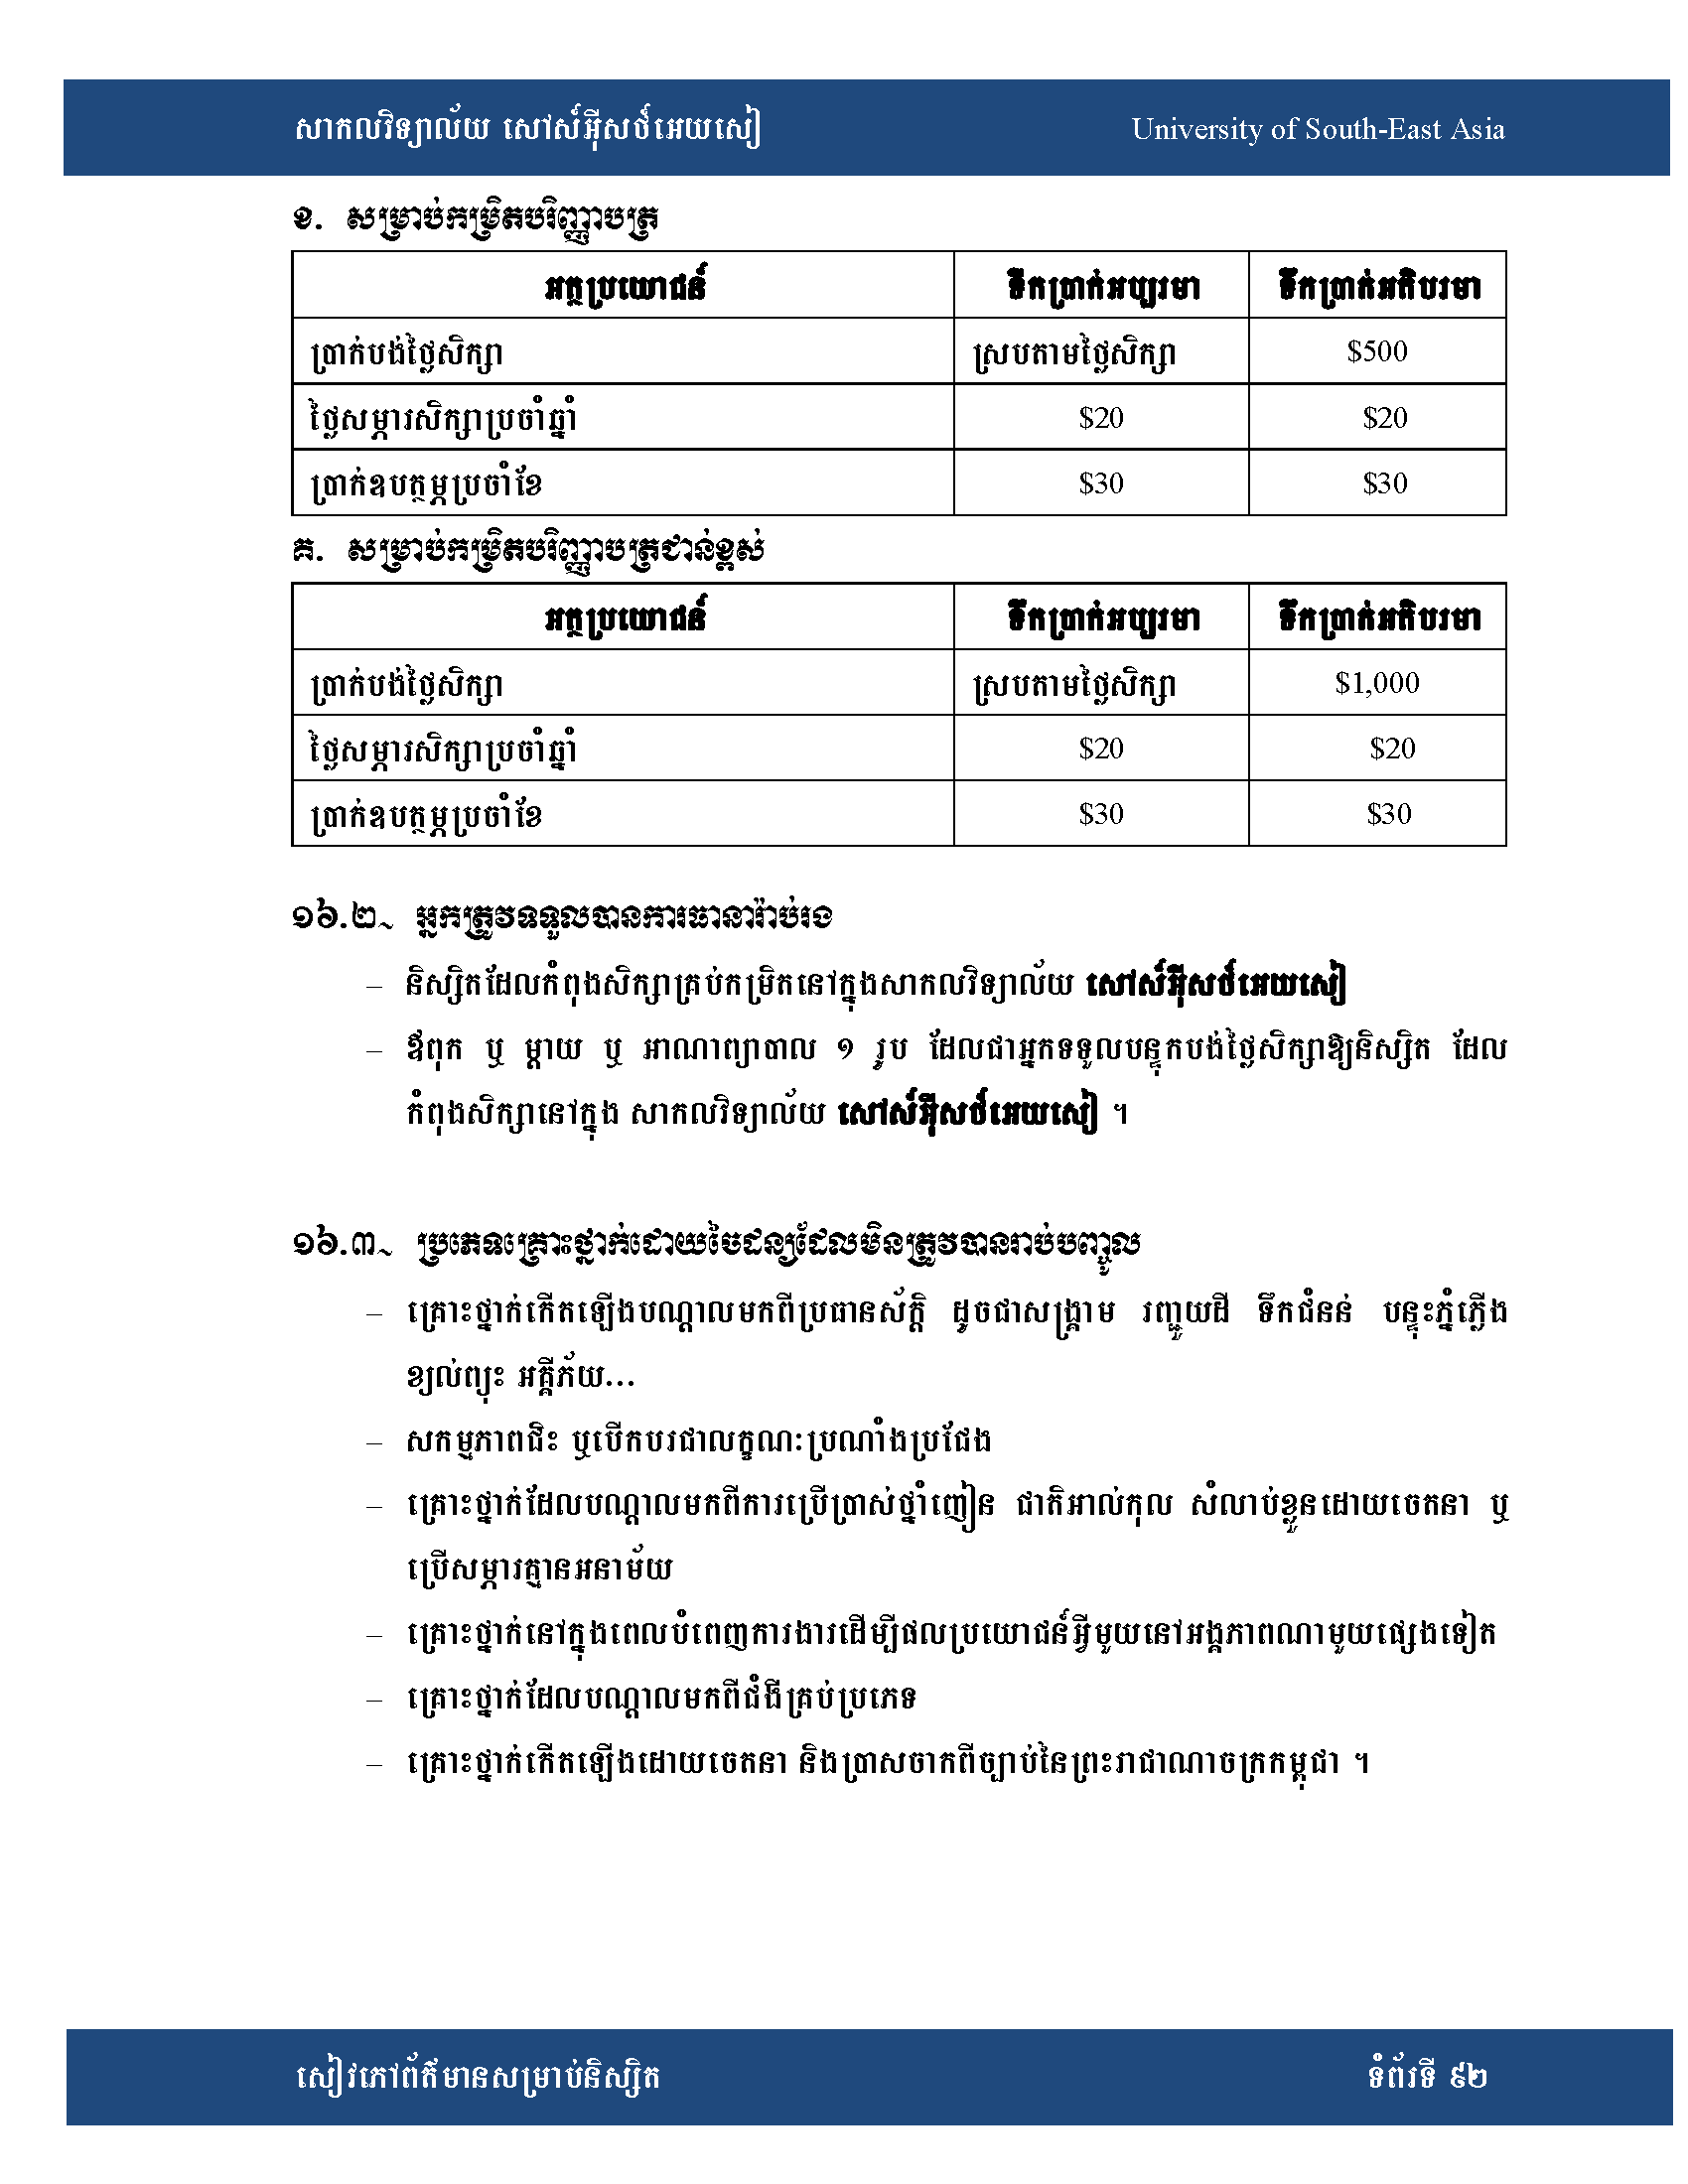 សាកលវិទ្យាល័យ សៅស៍អ៊ីសថ៍អេយសៀ University of South-East Asia
ខ. សម្រាប់កម្រិតបរិញ្ញាបត្រ
អត្ថប្រយោជន៍ ទឹកប្រាក់អប្បរមា ទឹកប្រាក់អតិបរមា
ប្រាក់បង់ថ្លៃសិក្សា ស្របតាមថ្លៃសិក្សា $500
ថ្លៃសម្ភារសិក្សាប្រចាំឆ្នាំ $20 $20
ប្រាក់ឧបត្ថម្ភប្រចាំខែ $30 $30
គ. សម្រាប់កម្រិតបរិញ្ញាបត្រជាន់ខ្ពស់
អត្ថប្រយោជន៍ ទឹកប្រាក់អប្បរមា ទឹកប្រាក់អតិបរមា
ប្រាក់បង់ថ្លៃសិក្សា ស្របតាមថ្លៃសិក្សា $1,000
ថ្លៃសម្ភារសិក្សាប្រចាំឆ្នាំ $20 $20
ប្រាក់ឧបត្ថម្ភប្រចាំខែ $30 $30
១៦.២~ អ្នកត្រូវទទួលបានការធានារ៉ាប់រង
– និស្សិតដែលកំពុងសិក្សាគ្រប់កម្រិតនៅក្នុងសាកលវិទ្យាល័យ សៅស៍អ៊ីសថ៍អេយសៀ
– ឪពុក ឬ ម្តាយ ឬ អាណាព្យាបាល ១ រូប ដែលជាអ្នកទទួលបន្ទុកបង់ថ្លៃសិក្សាឱ្យនិស្សិត ដែល
កំពុងសិក្សានៅក្នុង សាកលវិទ្យាល័យ សៅស៍អ៊ីសថ៍អេយសៀ ។
១៦.៣~ ប្រភេទគ្រោះថ្នាក់ដោយចៃដន្យដែលមិនត្រូវបានរាប់បញ្ចូល
– គ្រោះថ្នាក់កើតឡើងបណ្តាលមកពីប្រធានស័ក្តិ ដូចជាសង្គ្រាម រញ្ជួយដី ទឹកជំនន់ បន្ទុះភ្នំភ្លើង
ខ្យល់ព្យុះ អគ្គីភ័យ...
– សកម្មភាពជិះ ឬបើកបរជាលក្ខណៈប្រណាំងប្រជែង
– គ្រោះថ្នាក់ដែលបណ្តាលមកពីការប្រើប្រាស់ថ្នាំញៀន ជាតិអាល់កុល សំលាប់ខ្លួនដោយចេតនា ឬ
ប្រើសម្ភារគ្មានអនាម័យ
– គ្រោះថ្នាក់នៅក្នុងពេលបំពេញការងារដើម្បីផលប្រយោជន៍អ្វីមួយនៅអង្គភាពណាមួយផ្សេងទៀត
– គ្រោះថ្នាក់ដែលបណ្តាលមកពីជំងឺគ្រប់ប្រភេទ
– គ្រោះថ្នាក់កើតឡើងដោយចេតនា និងប្រាសចាកពីច្បាប់នៃព្រះរាជាណាចក្រកម្ពុជា ។
សៀវភៅព័ត៌មានសម្រាប់និស្សិត ទំព័រទី ៩២